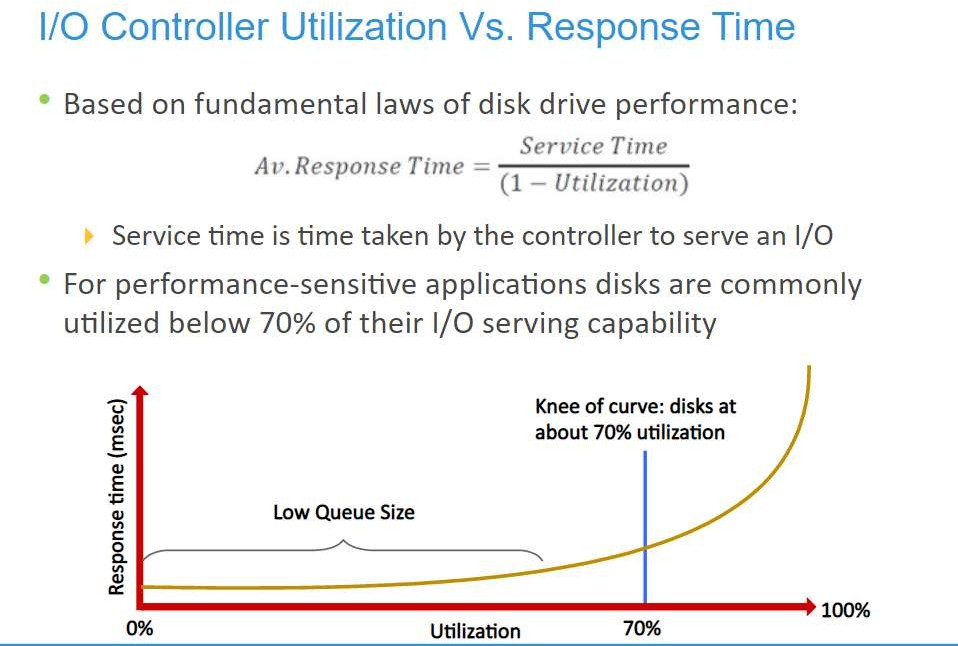 I/O Controller Utilization Vs. Response Time
• Based on fundamental laws of disk drive performance:
Av. Response Time = Service Time / (1 − Utilization)
Service time is time taken by the controller to serve an I/O
• For performance-sensitive applications disks are commonly
utilized below 70% of their I/O serving capability
Knee of curve: disks at
about 70% utilization
Low Queue Size
Response time (msec)
0%
Utilization
70%
100%